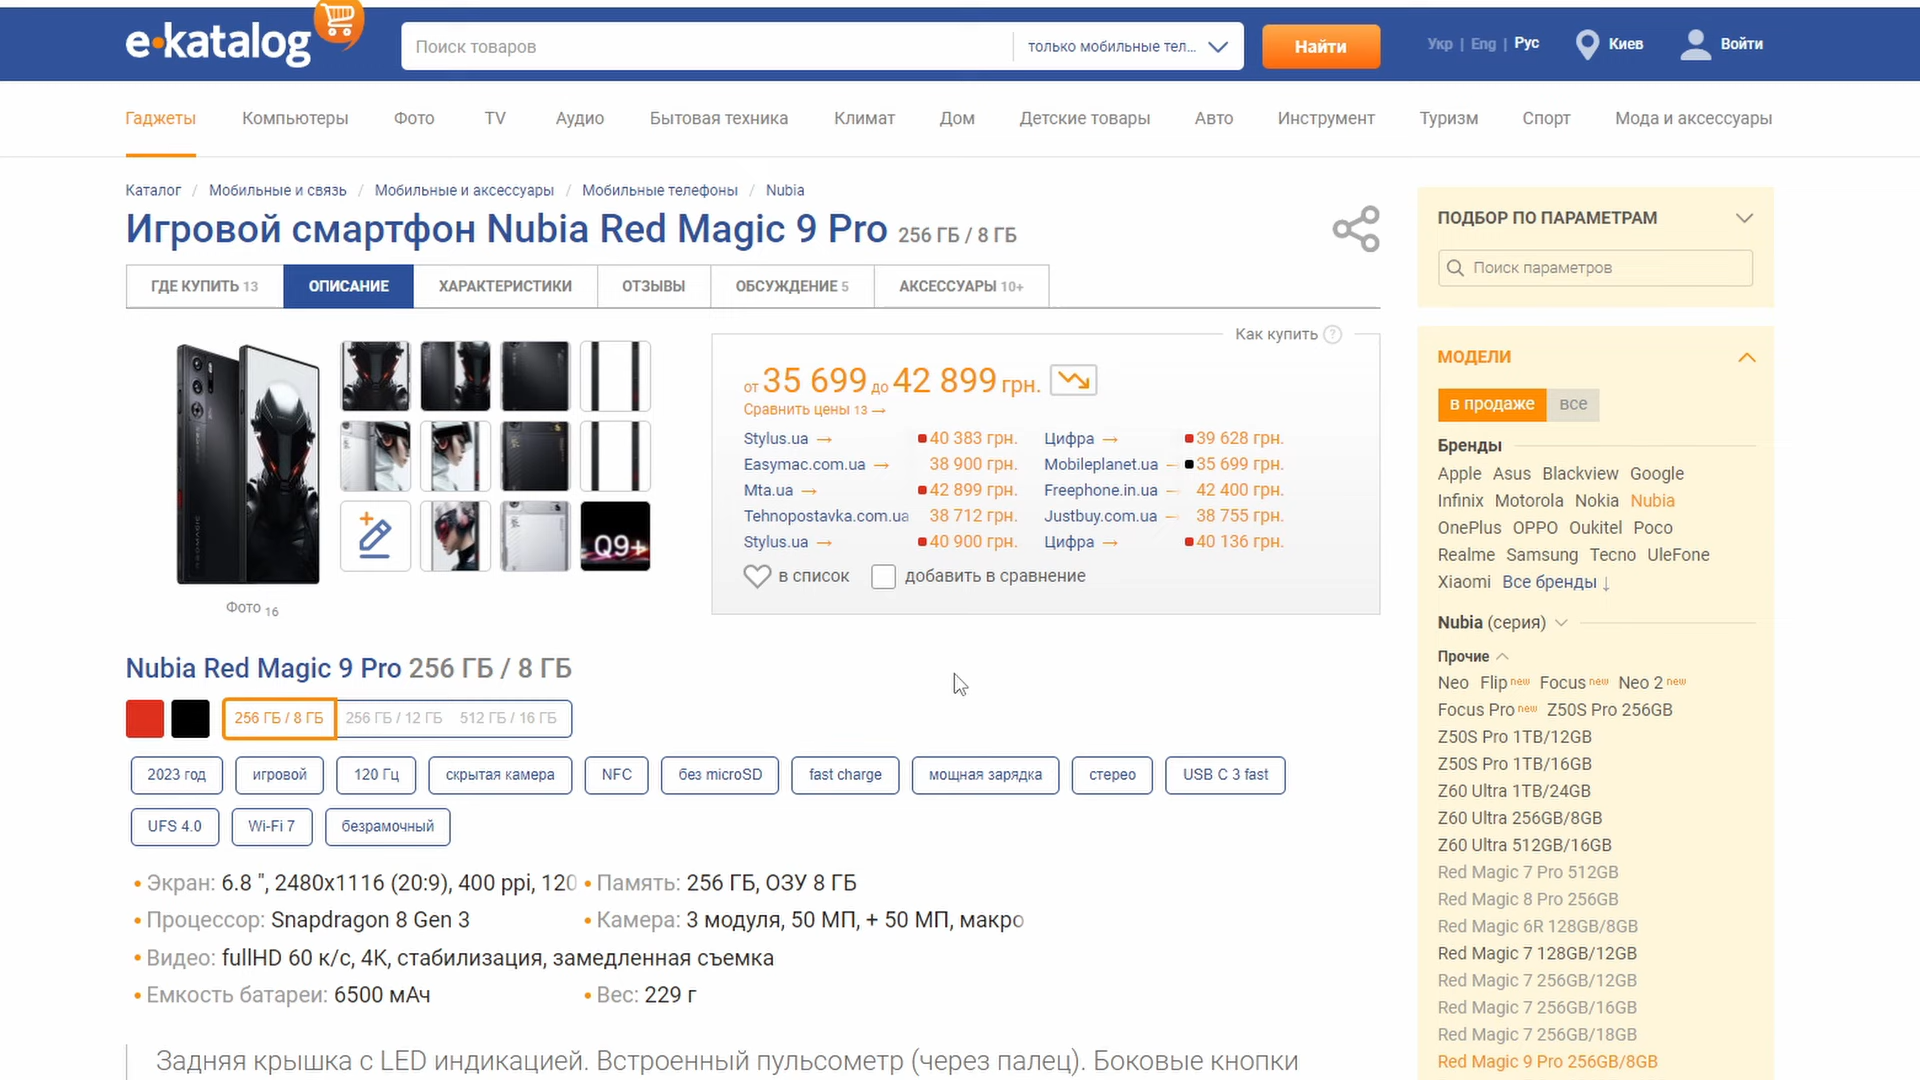 e•katalog
Поиск товаров
только мобильные тел...
Найти
Укр | Eng | Рус
Киев
Войти
Гаджеты Компьютеры Фото TV Аудио Бытовая техника Климат Дом Детские товары Авто Инструмент Туризм Спорт Мода и аксессуары
Каталог / Мобильные и связь / Мобильные и аксессуары / Мобильные телефоны / Nubia
Игровой смартфон Nubia Red Magic 9 Pro 256 ГБ / 8 ГБ
ГДЕ КУПИТЬ 13 ОПИСАНИЕ ХАРАКТЕРИСТИКИ ОТЗЫВЫ ОБСУЖДЕНИЕ 5 АКСЕССУАРЫ 10+
Q9+
Фото 16
Как купить ?
от 35 699 до 42 899 грн.
Сравнить цены 13 →
Stylus.ua → 40 383 грн. Цифра → 39 628 грн.
Easymac.com.ua → 38 900 грн. Mobileplanet.ua → 35 699 грн.
Mta.ua → 42 899 грн. Freephone.in.ua → 42 400 грн.
Tehnopostavka.com.ua 38 712 грн. Justbuy.com.ua → 38 755 грн.
Stylus.ua → 40 900 грн. Цифра → 40 136 грн.
в список добавить в сравнение
Nubia Red Magic 9 Pro 256 ГБ / 8 ГБ
256 ГБ / 8 ГБ 256 ГБ / 12 ГБ 512 ГБ / 16 ГБ
2023 год игровой 120 Гц скрытая камера NFC без microSD fast charge мощная зарядка стерео USB C 3 fast
UFS 4.0 Wi-Fi 7 безрамочный
• Экран: 6.8 ", 2480x1116 (20:9), 400 ppi, 120 • Память: 256 ГБ, ОЗУ 8 ГБ
• Процессор: Snapdragon 8 Gen 3 • Камера: 3 модуля, 50 МП, + 50 МП, макро
• Видео: fullHD 60 к/с, 4K, стабилизация, замедленная съемка
• Емкость батареи: 6500 мАч • Вес: 229 г
Задняя крышка с LED индикацией. Встроенный пульсометр (через палец). Боковые кнопки
ПОДБОР ПО ПАРАМЕТРАМ
Поиск параметров
МОДЕЛИ
в продаже все
Бренды
Apple Asus Blackview Google
Infinix Motorola Nokia Nubia
OnePlus OPPO Oukitel Poco
Realme Samsung Tecno UleFone
Xiaomi Все бренды ↓
Nubia (серия)
Прочие
Neo Flip new Focus new Neo 2 new
Focus Pro new Z50S Pro 256GB
Z50S Pro 1TB/12GB
Z50S Pro 1TB/16GB
Z60 Ultra 1TB/24GB
Z60 Ultra 256GB/8GB
Z60 Ultra 512GB/16GB
Red Magic 7 Pro 512GB
Red Magic 8 Pro 256GB
Red Magic 6R 128GB/8GB
Red Magic 7 128GB/12GB
Red Magic 7 256GB/12GB
Red Magic 7 256GB/16GB
Red Magic 7 256GB/18GB
Red Magic 9 Pro 256GB/8GB